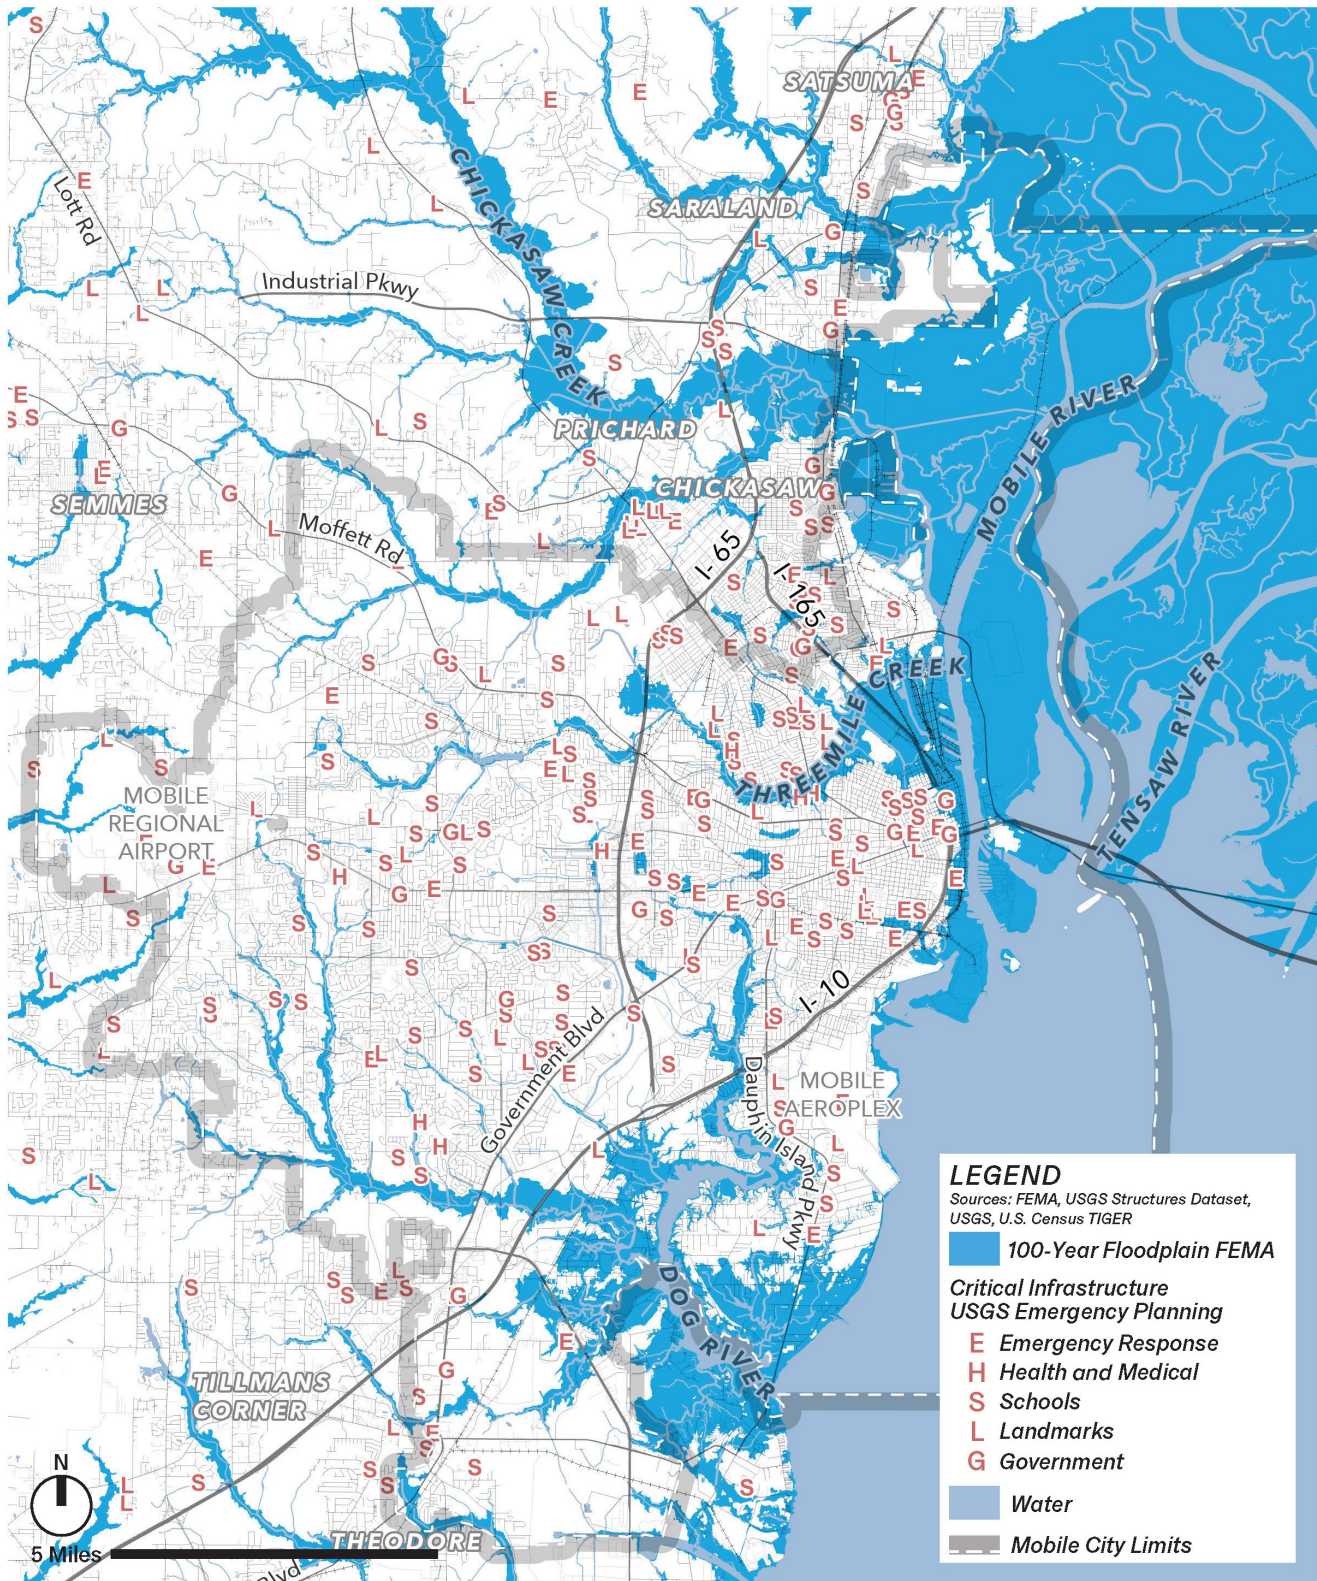 SATSUMA
CHICKASAW CREEK
Lott Rd
SARALAND
Industrial Pkwy
MOBILE RIVER
PRICHARD
SEMMES
CHICKASAW
Moffett Rd
I- 65
I- 165
THREEMILE CREEK
TENSAW RIVER
MOBILE
REGIONAL
AIRPORT
I- 10
Government Blvd
Dauphin Island Pkwy
MOBILE
AEROPLEX
DOG RIVER
TILLMANS
CORNER
THEODORE
N
5 Miles
Blvd
LEGEND
Sources: FEMA, USGS Structures Dataset,
USGS, U.S. Census TIGER
100-Year Floodplain FEMA
Critical Infrastructure
USGS Emergency Planning
E Emergency Response
H Health and Medical
S Schools
L Landmarks
G Government
Water
Mobile City Limits